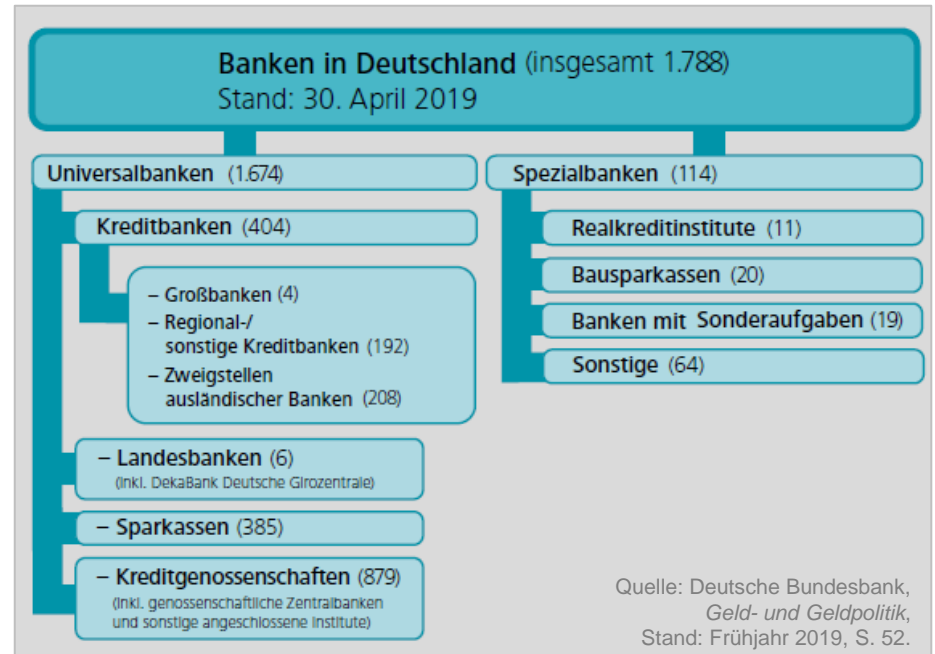 Banken in Deutschland (insgesamt 1.788)
Stand: 30. April 2019
Universalbanken (1.674)
Kreditbanken (404)
– Großbanken (4)
– Regional-/
sonstige Kreditbanken (192)
– Zweigstellen
ausländischer Banken (208)
– Landesbanken (6)
(inkl. DekaBank Deutsche Girozentrale)
– Sparkassen (385)
– Kreditgenossenschaften (879)
(inkl. genossenschaftliche Zentralbanken
und sonstige angeschlossene Institute)
Spezialbanken (114)
Realkreditinstitute (11)
Bausparkassen (20)
Banken mit Sonderaufgaben (19)
Sonstige (64)
Quelle: Deutsche Bundesbank,
Geld- und Geldpolitik,
Stand: Frühjahr 2019, S. 52.